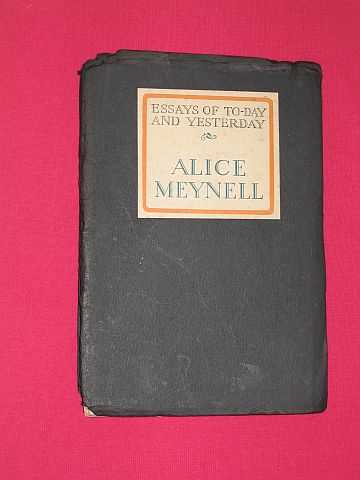 ESSAYS OF TO-DAY
AND YESTERDAY
ALICE
MEYNELL